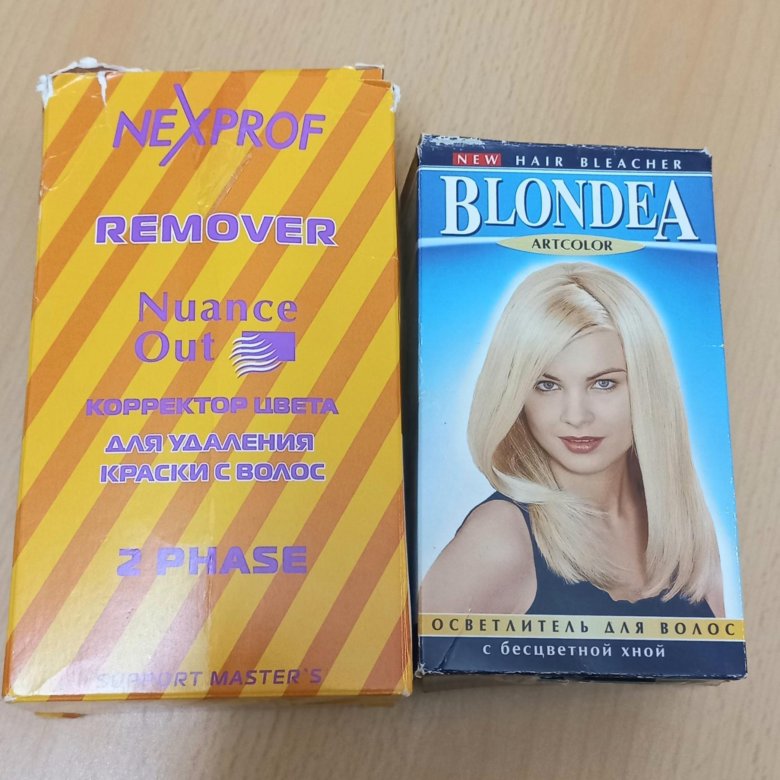 NEXPROF
REMOVER
Nuance
Out
КОРРЕКТОР ЦВЕТА
ДЛЯ УДАЛЕНИЯ
КРАСКИ С ВОЛОС
2 PHASE
SUPPORT MASTER`S
NEW HAIR BLEACHER
BLONDEA
ARTCOLOR
ОСВЕТЛИТЕЛЬ ДЛЯ ВОЛОС
с бесцветной хной